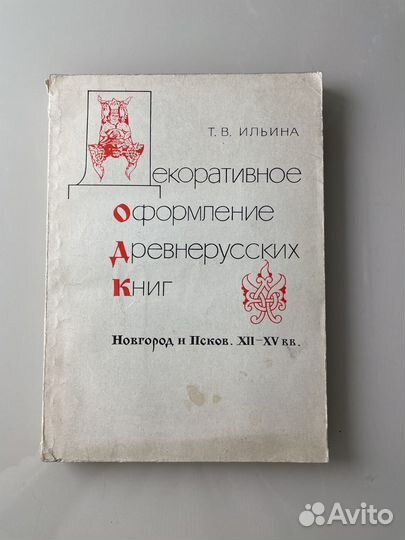 Т. В. ИЛЬИНА
Декоративное
Оформление
Древнерусских
Книг
Новгород и Псков. XII–XV вв.
Avito